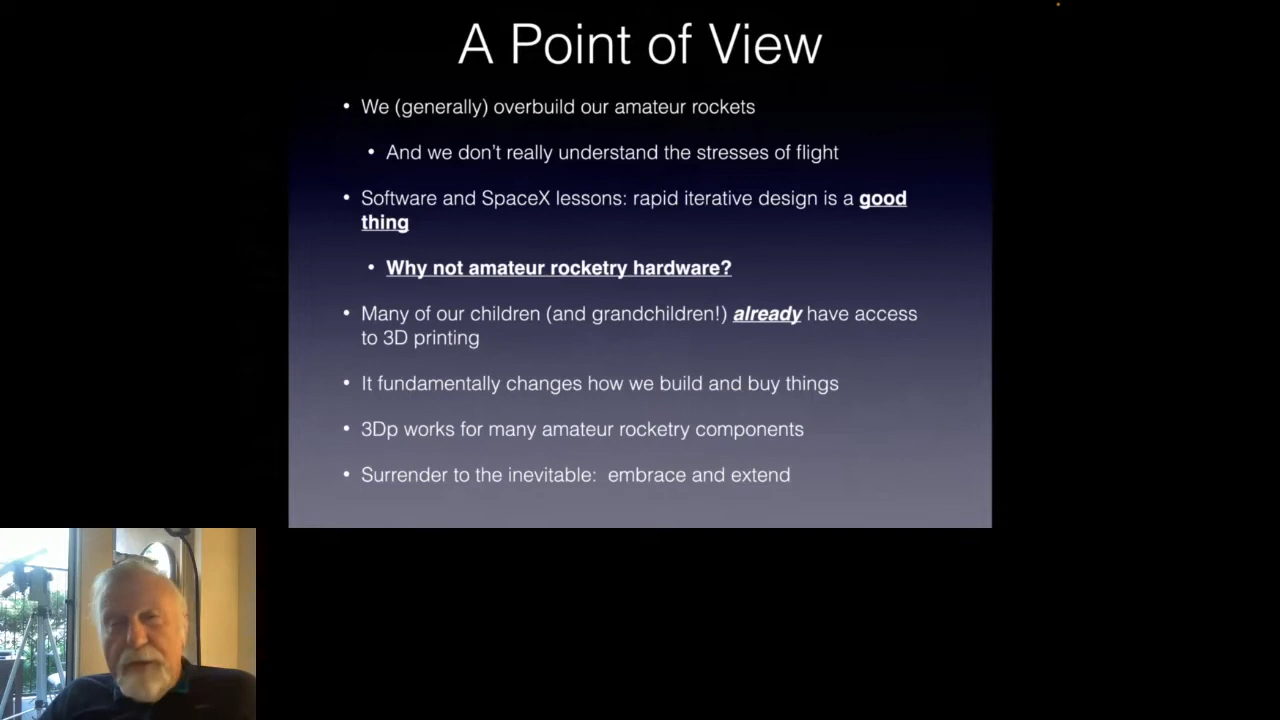 A Point of View
• We (generally) overbuild our amateur rockets
• And we don't really understand the stresses of flight
• Software and SpaceX lessons: rapid iterative design is a good
thing
• Why not amateur rocketry hardware?
• Many of our children (and grandchildren!) already have access
to 3D printing
• It fundamentally changes how we build and buy things
• 3Dp works for many amateur rocketry components
• Surrender to the inevitable:  embrace and extend